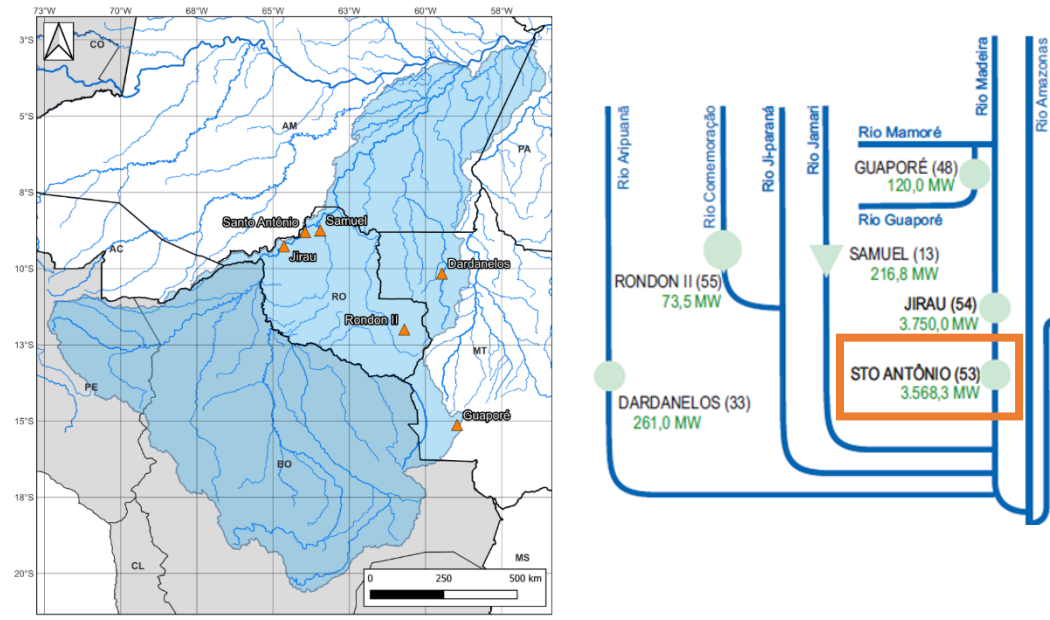 73°W 70°W 67°W 65°W 63°W 60°W 58°W
3°S
5°S
8°S
10°S
13°S
15°S
18°S
20°S
CO
AM
PA
AC
RO
MT
PE
BO
CL
MS
Santo Antônio
Samuel
Jirau
Dardanelos
Rondon II
Guaporé
0 250 500 km
Rio Aripuanã
Rio Comemoração
Rio Ji-paraná
Rio Jamari
Rio Madeira
Rio Amazonas
Rio Mamoré
GUAPORÉ (48)
120,0 MW
Rio Guaporé
SAMUEL (13)
216,8 MW
RONDON II (55)
73,5 MW
JIRAU (54)
3.750,0 MW
STO ANTÔNIO (53)
3.568,3 MW
DARDANELOS (33)
261,0 MW